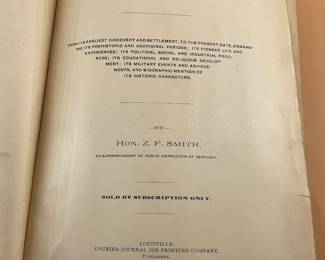 FROM ITS EARLIEST DISCOVERY AND SETTLEMENT, TO THE PRESENT DATE, EMBRAC-
ING ITS PREHISTORIC AND ABORIGINAL PERIODS; ITS PIONEER LIFE AND
EXPERIENCES; ITS POLITICAL, SOCIAL, AND INDUSTRIAL PROG-
RESS; ITS EDUCATIONAL AND RELIGIOUS DEVELOP-
MENT; ITS MILITARY EVENTS AND ACHIEVE-
MENTS, AND BIOGRAPHIC MENTION OF
ITS HISTORIC CHARACTERS.
—BY—
HON. Z. F. SMITH,
EX-SUPERINTENDENT OF PUBLIC INSTRUCTION OF KENTUCKY.
SOLD BY SUBSCRIPTION ONLY.
LOUISVILLE,
COURIER-JOURNAL JOB PRINTING COMPANY,
Publishers.